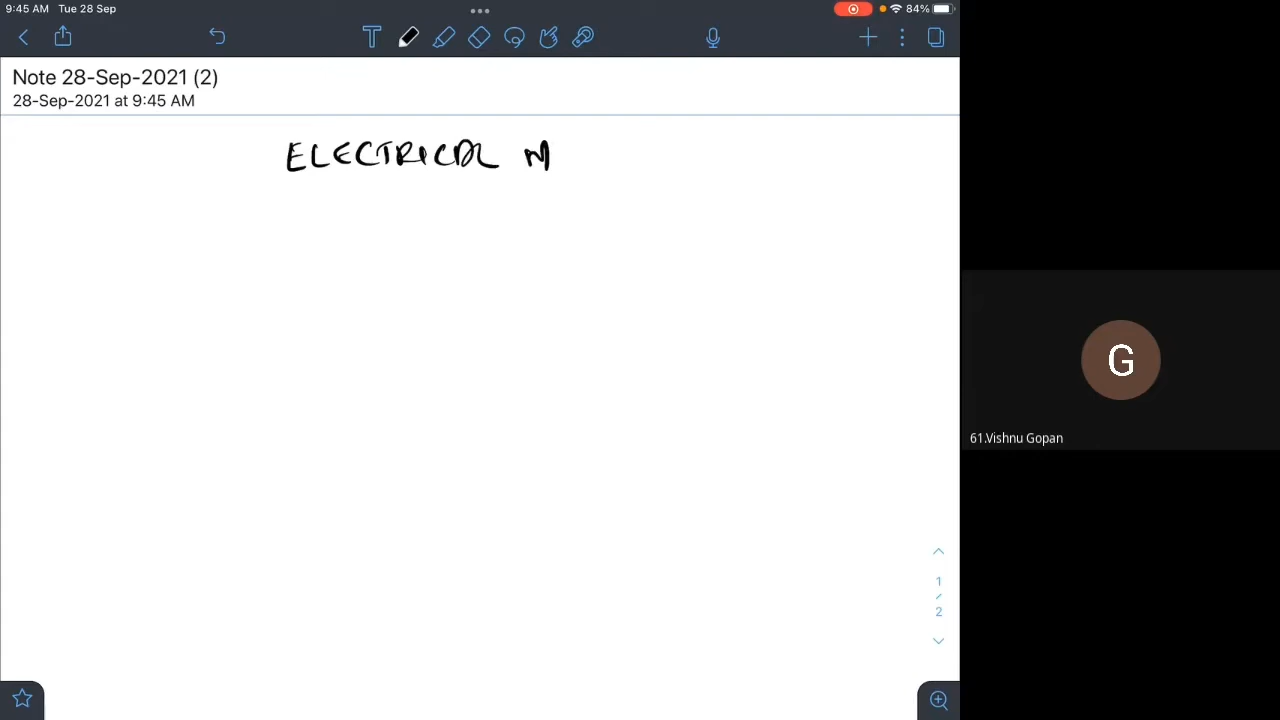 9:45 AM Tue 28 Sep
84%
T
Note 28-Sep-2021 (2)
28-Sep-2021 at 9:45 AM
ELECTRICAL M
G
61.Vishnu Gopan
1
2